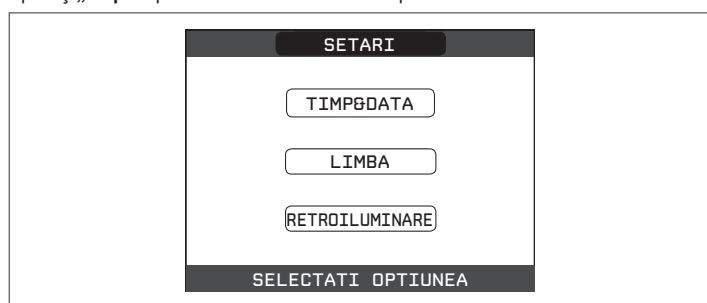 SETARI
TIMP&DATA
LIMBA
RETROILUMINARE
SELECTATI OPTIUNEA